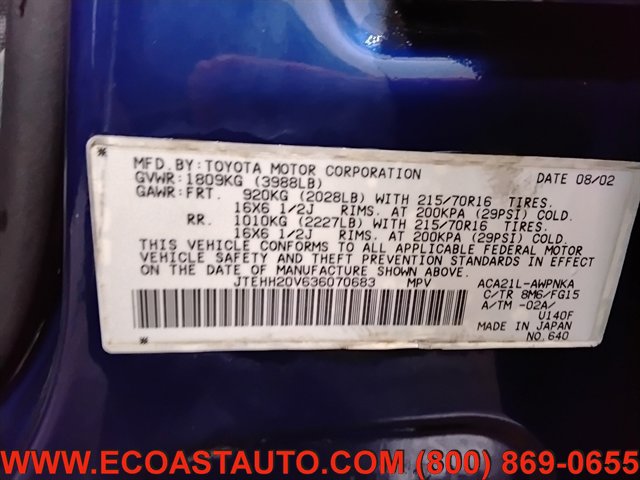 MFD.BY:TOYOTA MOTOR CORPORATION DATE 08/02
GVWR:1809KG (3988LB)
GAWR:FRT. 920KG (2028LB) WITH 215/70R16 TIRES.
16X6 1/2J RIMS. AT 200KPA (29PSI) COLD.
RR. 1010KG (2227LB) WITH 215/70R16 TIRES.
16X6 1/2J RIMS. AT 200KPA (29PSI) COLD.
THIS VEHICLE CONFORMS TO ALL APPLICABLE FEDERAL MOTOR
VEHICLE SAFETY AND THEFT PREVENTION STANDARDS IN EFFECT
ON THE DATE OF MANUFACTURE SHOWN ABOVE.
JTEHH20V636070683 MPV
ACA21L-AWPNKA
C/TR 8M6/FG15
A/TM -02A/
U140F
MADE IN JAPAN
NO.640
WWW.ECOASTAUTO.COM (800) 869-0655